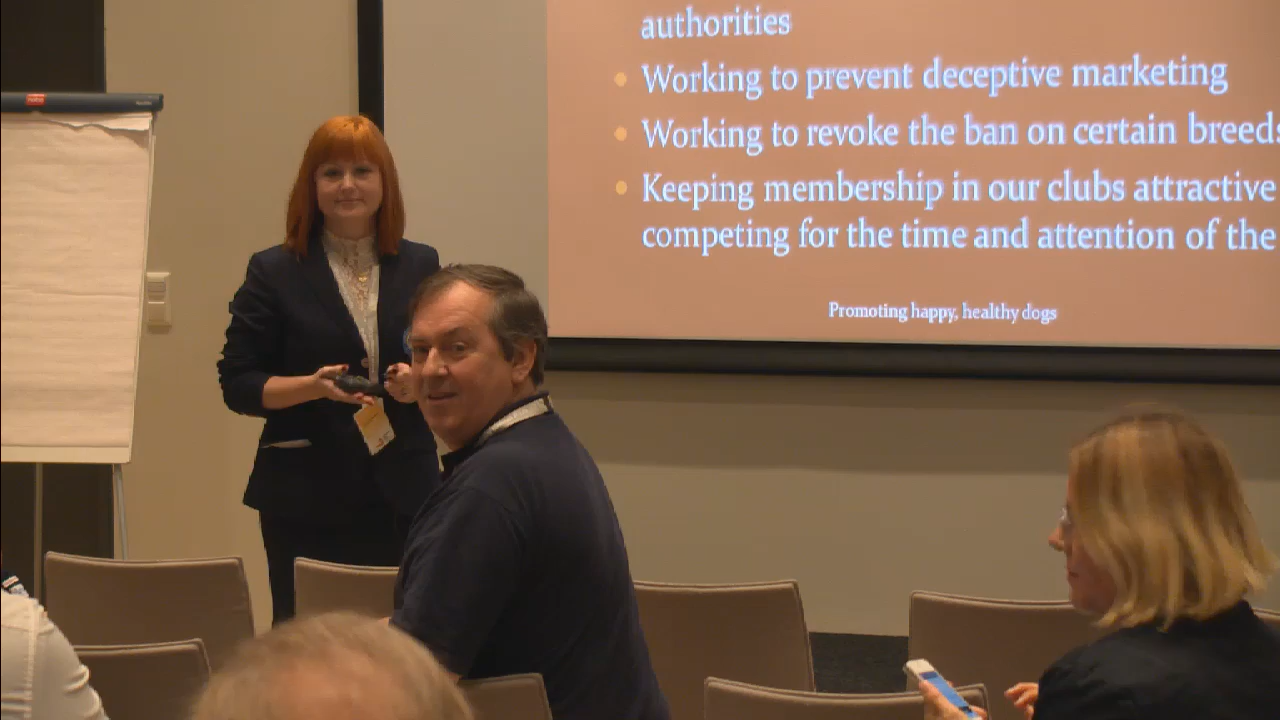 authorities
Working to prevent deceptive marketing
Working to revoke the ban on certain breeds
Keeping membership in our clubs attractive
competing for the time and attention of the
Promoting happy, healthy dogs